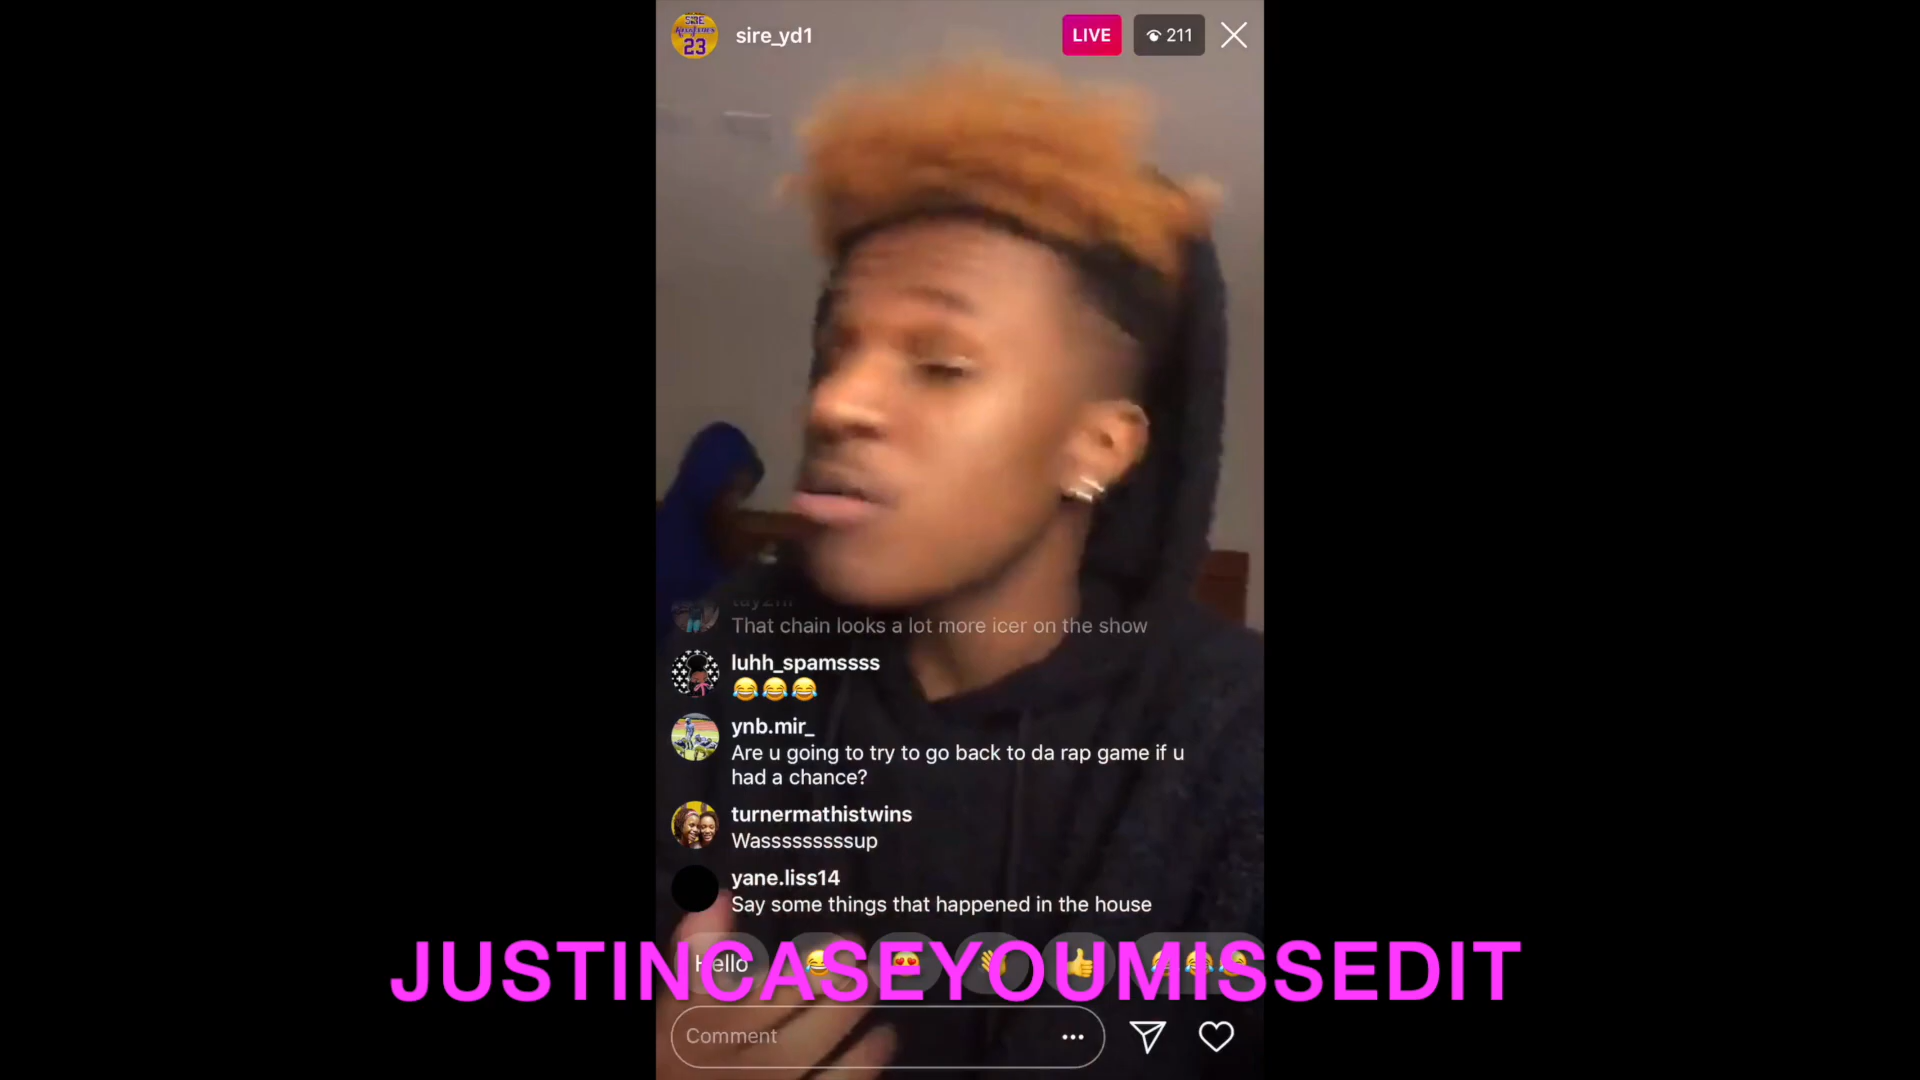 sire_yd1
LIVE
211
23
That chain looks a lot more icer on the show
luhh_spamssss
😂😂😂
ynb.mir_
Are u going to try to go back to da rap game if u
had a chance?
turnermathistwins
Wasssssssssup
yane.liss14
Say some things that happened in the house
Hello
JUSTINCASEYOUMISSEDIT
Comment